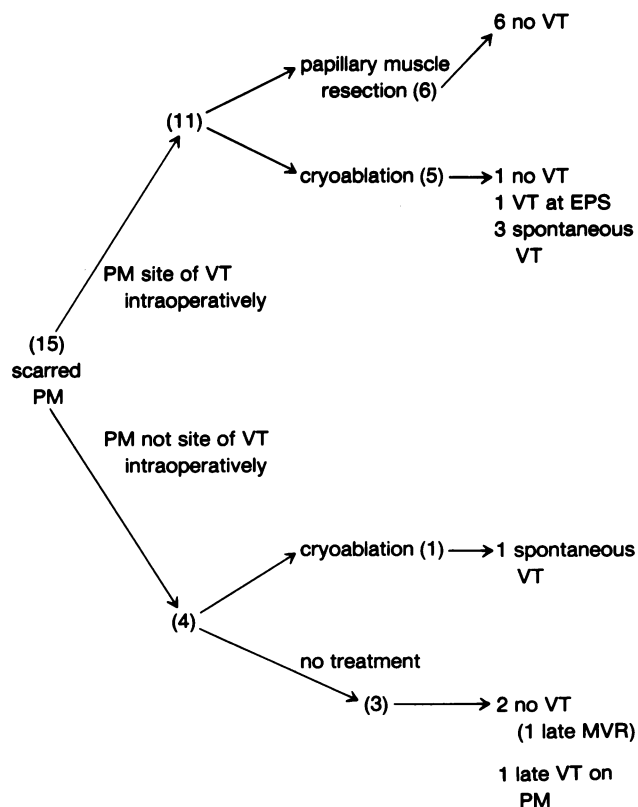 6 no VT
papillary muscle
resection (6)
(11)
cryoablation (5)
1 no VT
1 VT at EPS
3 spontaneous
VT
PM site of VT
intraoperatively
(15)
scarred
PM
PM not site of VT
intraoperatively
cryoablation (1)
1 spontaneous
VT
(4)
no treatment
(3)
2 no VT
(1 late MVR)
1 late VT on
PM